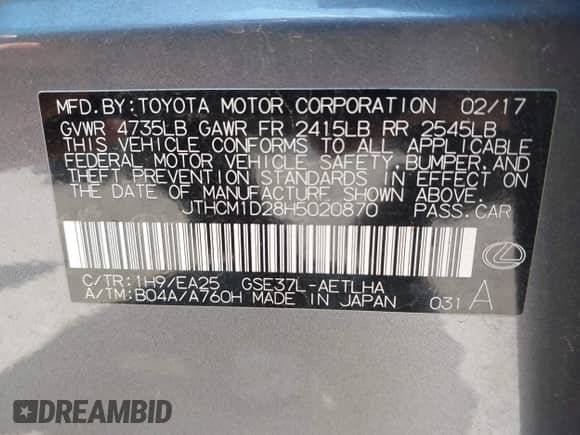 MFD.BY:TOYOTA MOTOR CORPORATION 02/17
GVWR 4735LB GAWR FR 2415LB RR 2545LB
THIS VEHICLE CONFORMS TO ALL APPLICABLE
FEDERAL MOTOR VEHICLE SAFETY,BUMPER,AND
THEFT PREVENTION STANDARDS IN EFFECT ON
THE DATE OF MANUFACTURE SHOWN ABOVE.
JTHCM1D28H5020870 PASS.CAR
C/TR:1H9/EA25 GSE37L-AETLHA
A/TM:B04A/A760H MADE IN JAPAN 031 A
DREAMBID